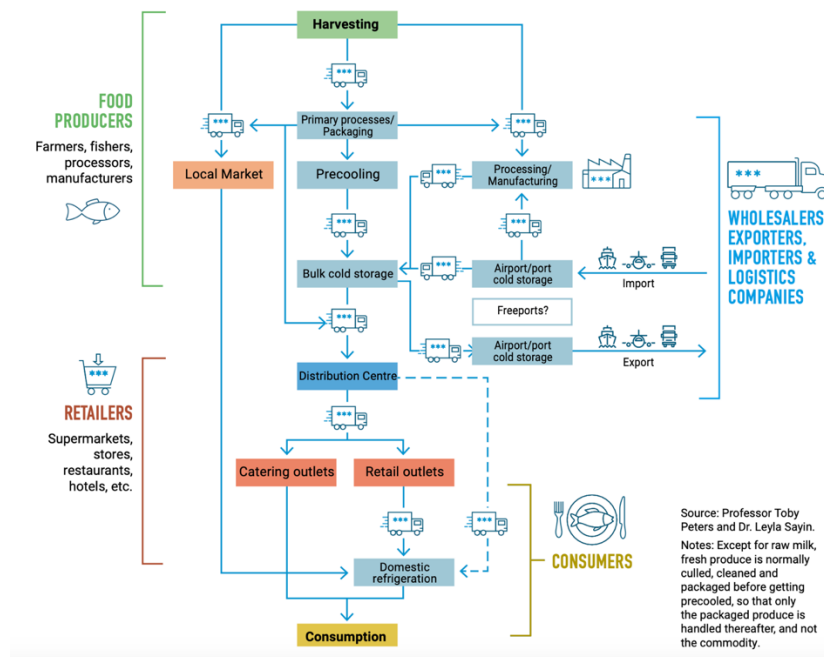 Harvesting
FOOD
PRODUCERS
Farmers, fishers,
processors,
manufacturers
Primary processes/
Packaging
Local Market
Precooling
Processing/
Manufacturing
WHOLESALERS
EXPORTERS,
IMPORTERS &
LOGISTICS
COMPANIES
Bulk cold storage
Airport/port
cold storage
Import
Freeports?
Airport/port
cold storage
Export
Distribution Centre
RETAILERS
Supermarkets,
stores,
restaurants,
hotels, etc.
Catering outlets
Retail outlets
CONSUMERS
Domestic
refrigeration
Consumption
Source: Professor Toby
Peters and Dr. Leyla Sayin.
Notes: Except for raw milk,
fresh produce is normally
culled, cleaned and
packaged before getting
precooled, so that only
the packaged produce is
handled thereafter, and not
the commodity.